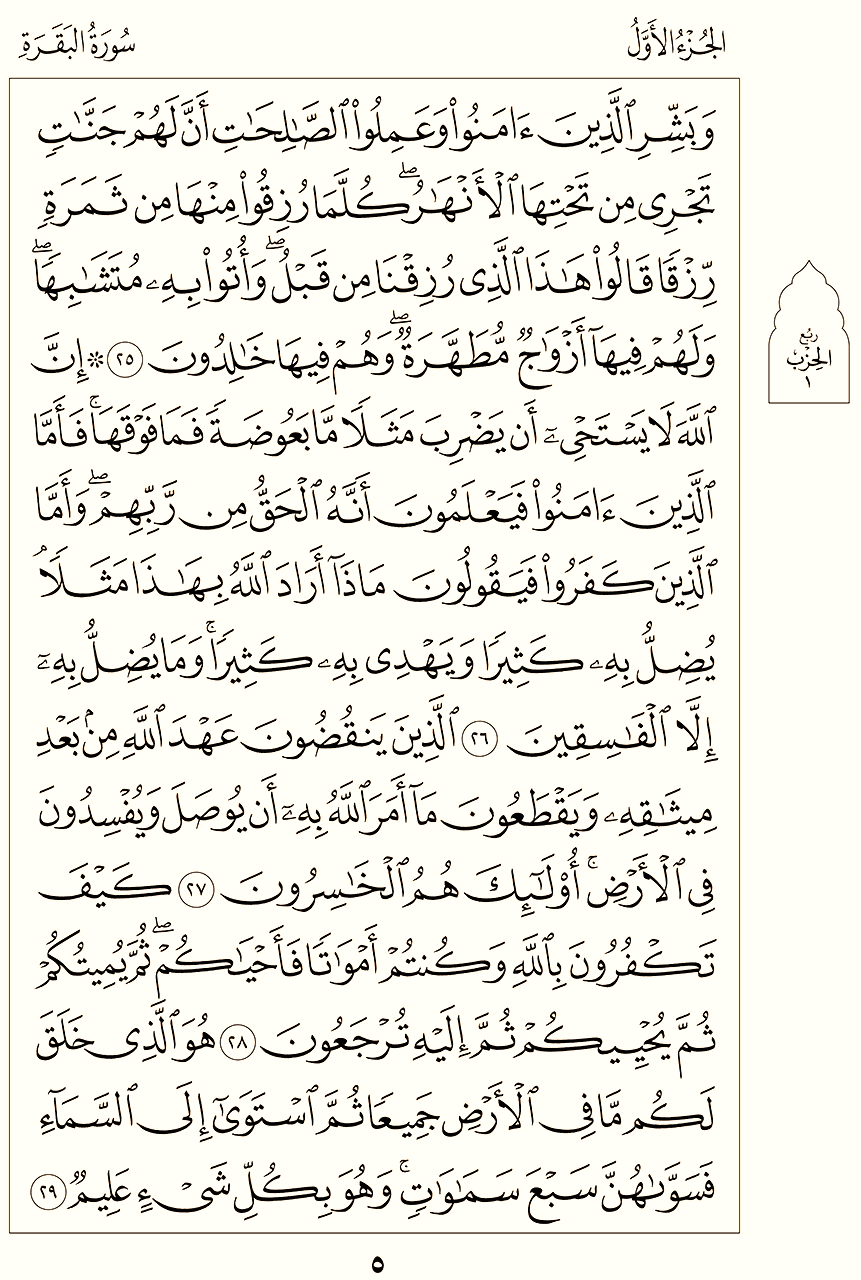 الجُزْءُ الأَوَّلُ
سُورَةُ البَقَرَةِ
وَبَشِّرِ ٱلَّذِينَ ءَامَنُوا۟ وَعَمِلُوا۟ ٱلصَّٰلِحَٰتِ أَنَّ لَهُمْ جَنَّٰتٍ
تَجْرِى مِن تَحْتِهَا ٱلْأَنْهَٰرُ ۖ كُلَّمَا رُزِقُوا۟ مِنْهَا مِن ثَمَرَةٍ
رِّزْقًا قَالُوا۟ هَٰذَا ٱلَّذِى رُزِقْنَا مِن قَبْلُ ۖ وَأُتُوا۟ بِهِۦ مُتَشَٰبِهًا ۖ
وَلَهُمْ فِيهَآ أَزْوَٰجٌ مُّطَهَّرَةٌ ۖ وَهُمْ فِيهَا خَٰلِدُونَ ٢٥ * إِنَّ
ٱللَّهَ لَا يَسْتَحْىِۦٓ أَن يَضْرِبَ مَثَلًا مَّا بَعُوضَةً فَمَا فَوْقَهَا ۚ فَأَمَّا
ٱلَّذِينَ ءَامَنُوا۟ فَيَعْلَمُونَ أَنَّهُ ٱلْحَقُّ مِن رَّبِّهِمْ ۖ وَأَمَّا
ٱلَّذِينَ كَفَرُوا۟ فَيَقُولُونَ مَاذَآ أَرَادَ ٱللَّهُ بِهَٰذَا مَثَلًا ۘ
يُضِلُّ بِهِۦ كَثِيرًا وَيَهْدِى بِهِۦ كَثِيرًا ۚ وَمَا يُضِلُّ بِهِۦٓ
إِلَّا ٱلْفَٰسِقِينَ ٢٦ ٱلَّذِينَ يَنقُضُونَ عَهْدَ ٱللَّهِ مِنۢ بَعْدِ
مِيثَٰقِهِۦ وَيَقْطَعُونَ مَآ أَمَرَ ٱللَّهُ بِهِۦٓ أَن يُوصَلَ وَيُفْسِدُونَ
فِى ٱلْأَرْضِ ۚ أُو۟لَٰٓئِكَ هُمُ ٱلْخَٰسِرُونَ ٢٧ كَيْفَ
تَكْفُرُونَ بِٱللَّهِ وَكُنتُمْ أَمْوَٰتًا فَأَحْيَٰكُمْ ۖ ثُمَّ يُمِيتُكُمْ
ثُمَّ يُحْيِيكُمْ ثُمَّ إِلَيْهِ تُرْجَعُونَ ٢٨ هُوَ ٱلَّذِى خَلَقَ
لَكُم مَّا فِى ٱلْأَرْضِ جَمِيعًا ثُمَّ ٱسْتَوَىٰٓ إِلَى ٱلسَّمَآءِ
فَسَوَّىٰهُنَّ سَبْعَ سَمَٰوَٰتٍ ۚ وَهُوَ بِكُلِّ شَىْءٍ عَلِيمٌ ٢٩
ربع
الحزب
١
٥